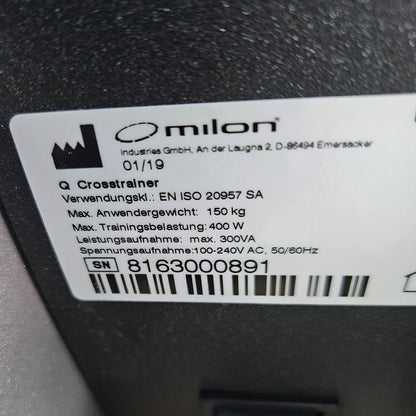 milon®
industries GmbH, An der Laugna 2, D-86494 Emersacker
01/19
Q Crosstrainer
Verwendungskl.: EN ISO 20957 SA
Max. Anwendergewicht: 150 kg
Max. Trainingsbelastung: 400 W
Leistungsaufnahme: max. 300VA
Spannungsaufnahme:100-240V AC, 50/60Hz
SN 8163000891